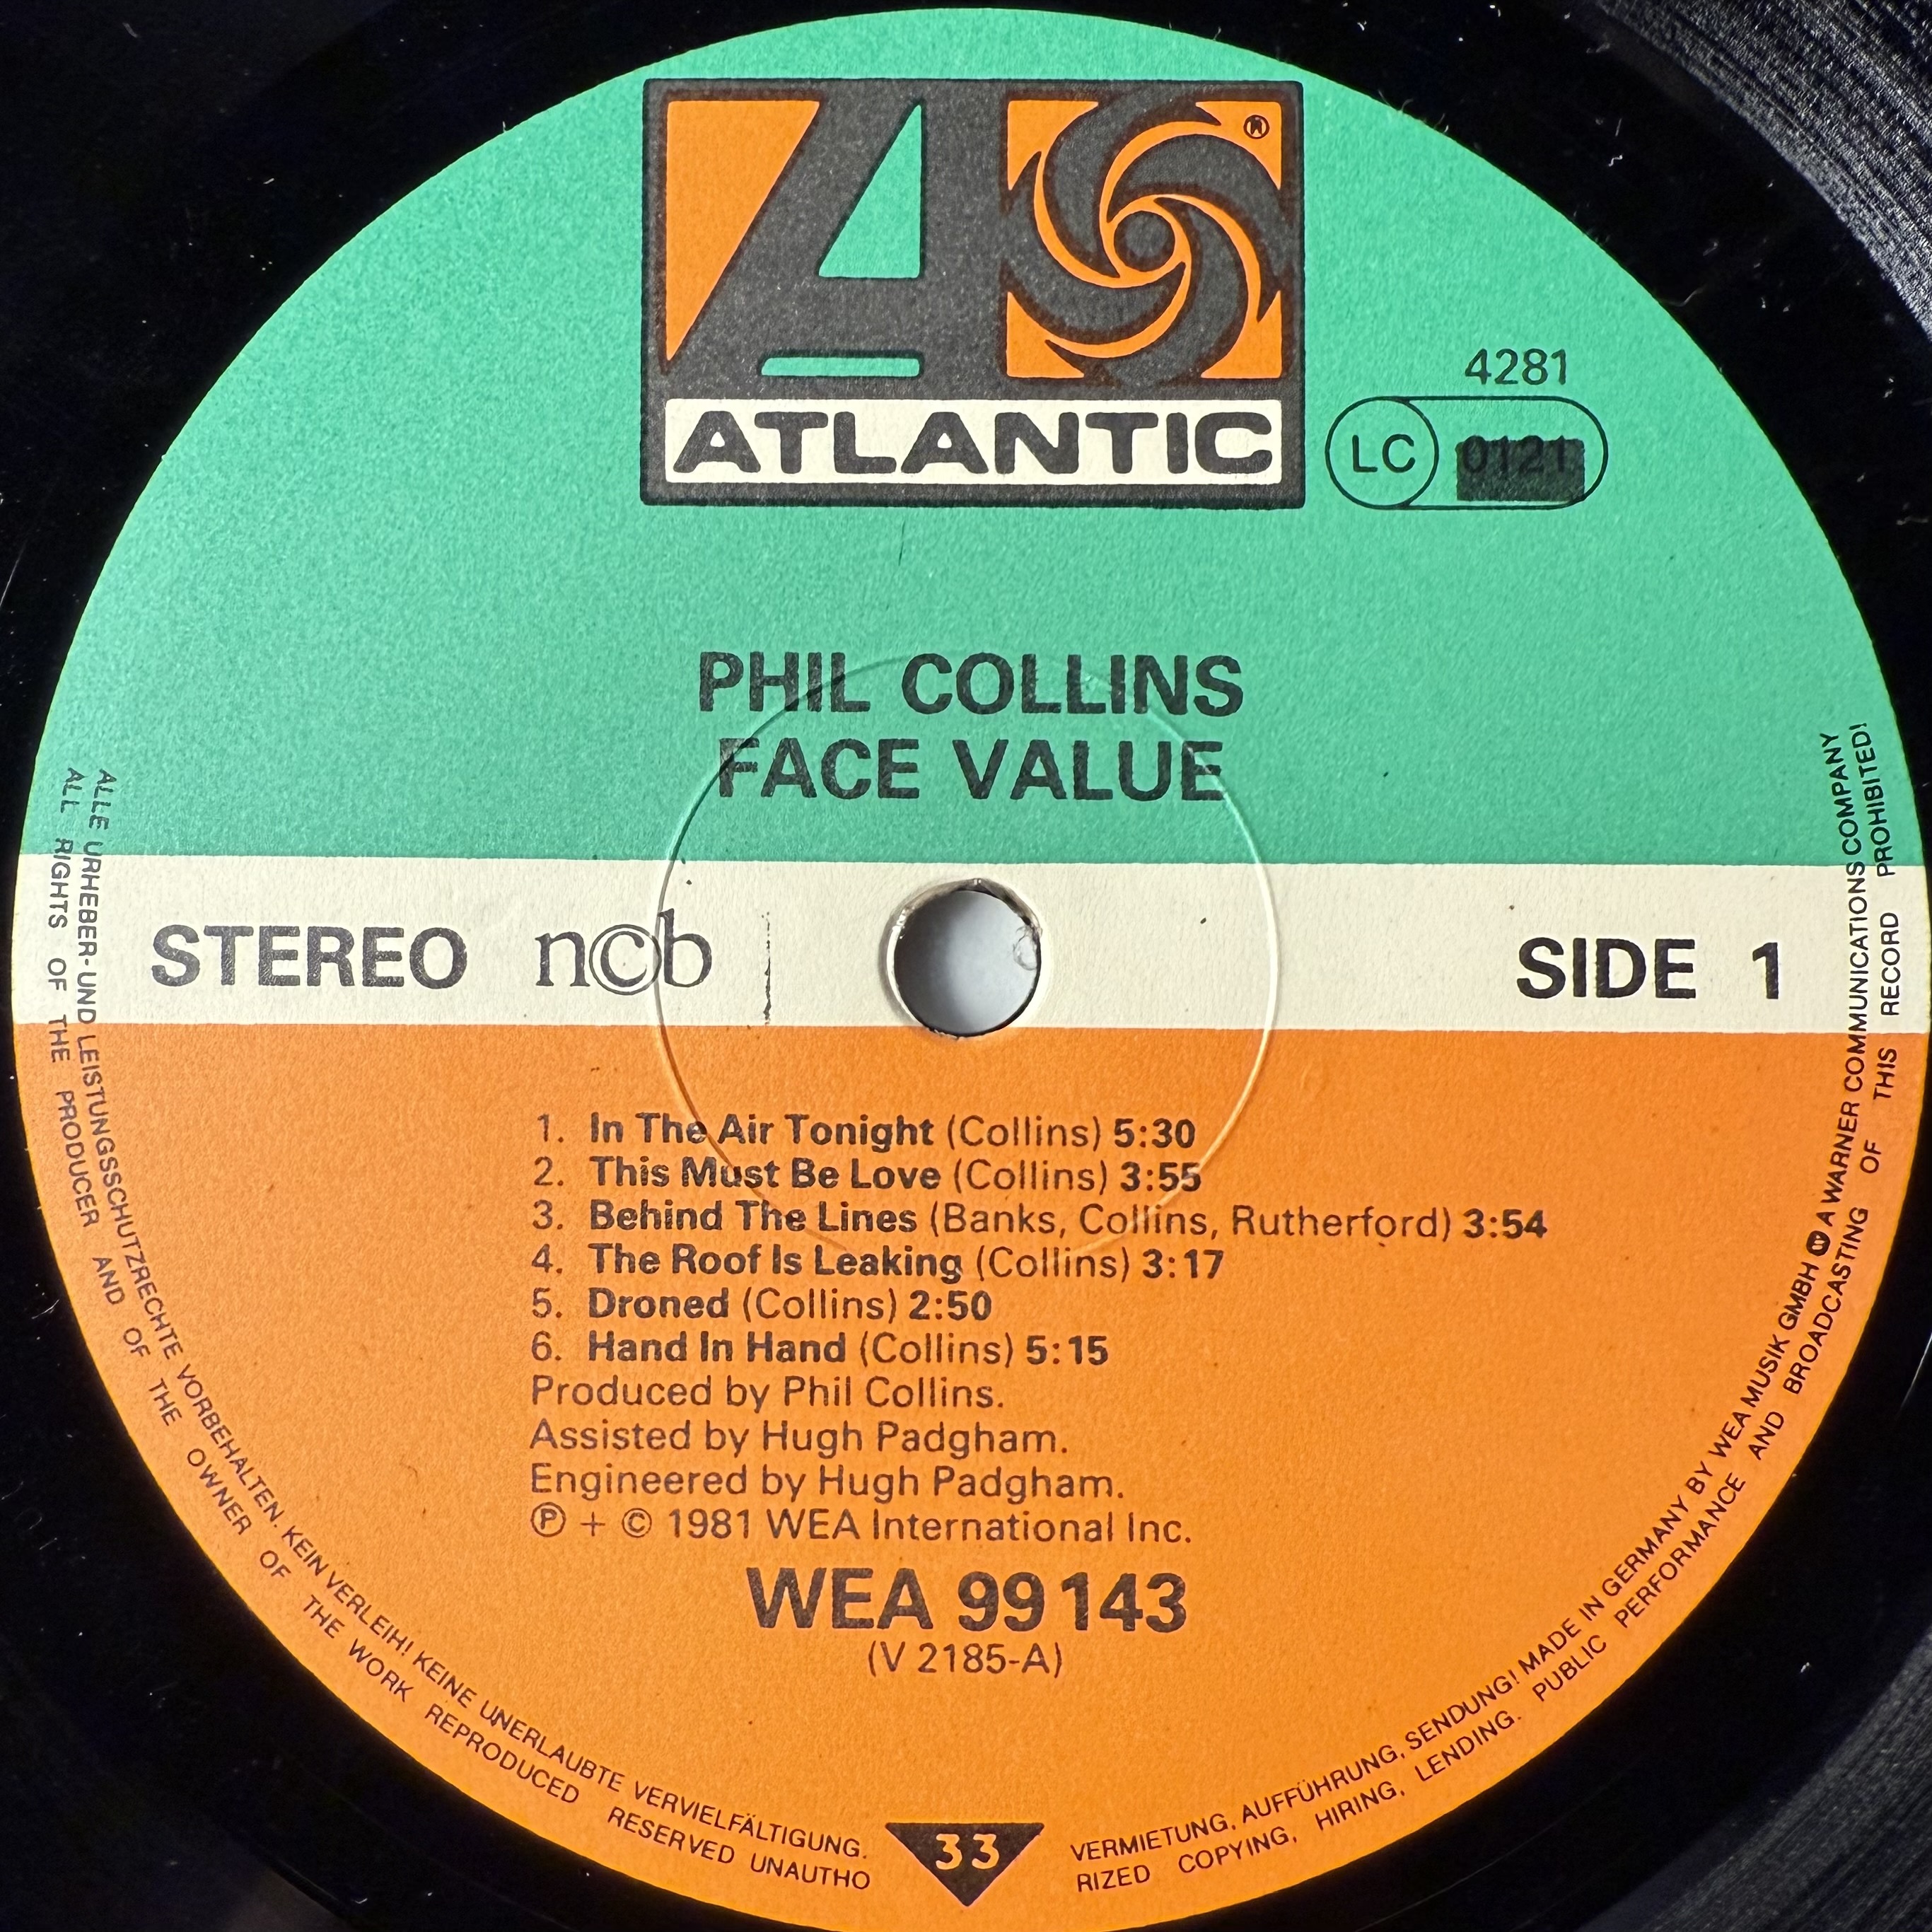 ATLANTIC
4281
LC 0121
PHIL COLLINS
FACE VALUE
STEREO n©b
SIDE 1
1. In The Air Tonight (Collins) 5:30
2. This Must Be Love (Collins) 3:55
3. Behind The Lines (Banks, Collins, Rutherford) 3:54
4. The Roof Is Leaking (Collins) 3:17
5. Droned (Collins) 2:50
6. Hand In Hand (Collins) 5:15
Produced by Phil Collins.
Assisted by Hugh Padgham.
Engineered by Hugh Padgham.
℗ + © 1981 WEA International Inc.
WEA 99 143
(V 2185-A)
33
ALLE URHEBER- UND LEISTUNGSSCHUTZRECHTE VORBEHALTEN. KEIN VERLEIH! KEINE UNERLAUBTE VERVIELFÄLTIGUNG. VERMIETUNG, AUFFÜHRUNG, SENDUNG! MADE IN GERMANY BY WEA MUSIK GMBH A WARNER COMMUNICATIONS COMPANY
ALL RIGHTS OF THE PRODUCER AND OF THE OWNER OF THE WORK REPRODUCED RESERVED UNAUTHO RIZED COPYING, HIRING, LENDING. PUBLIC PERFORMANCE AND BROADCASTING OF THIS RECORD PROHIBITED!